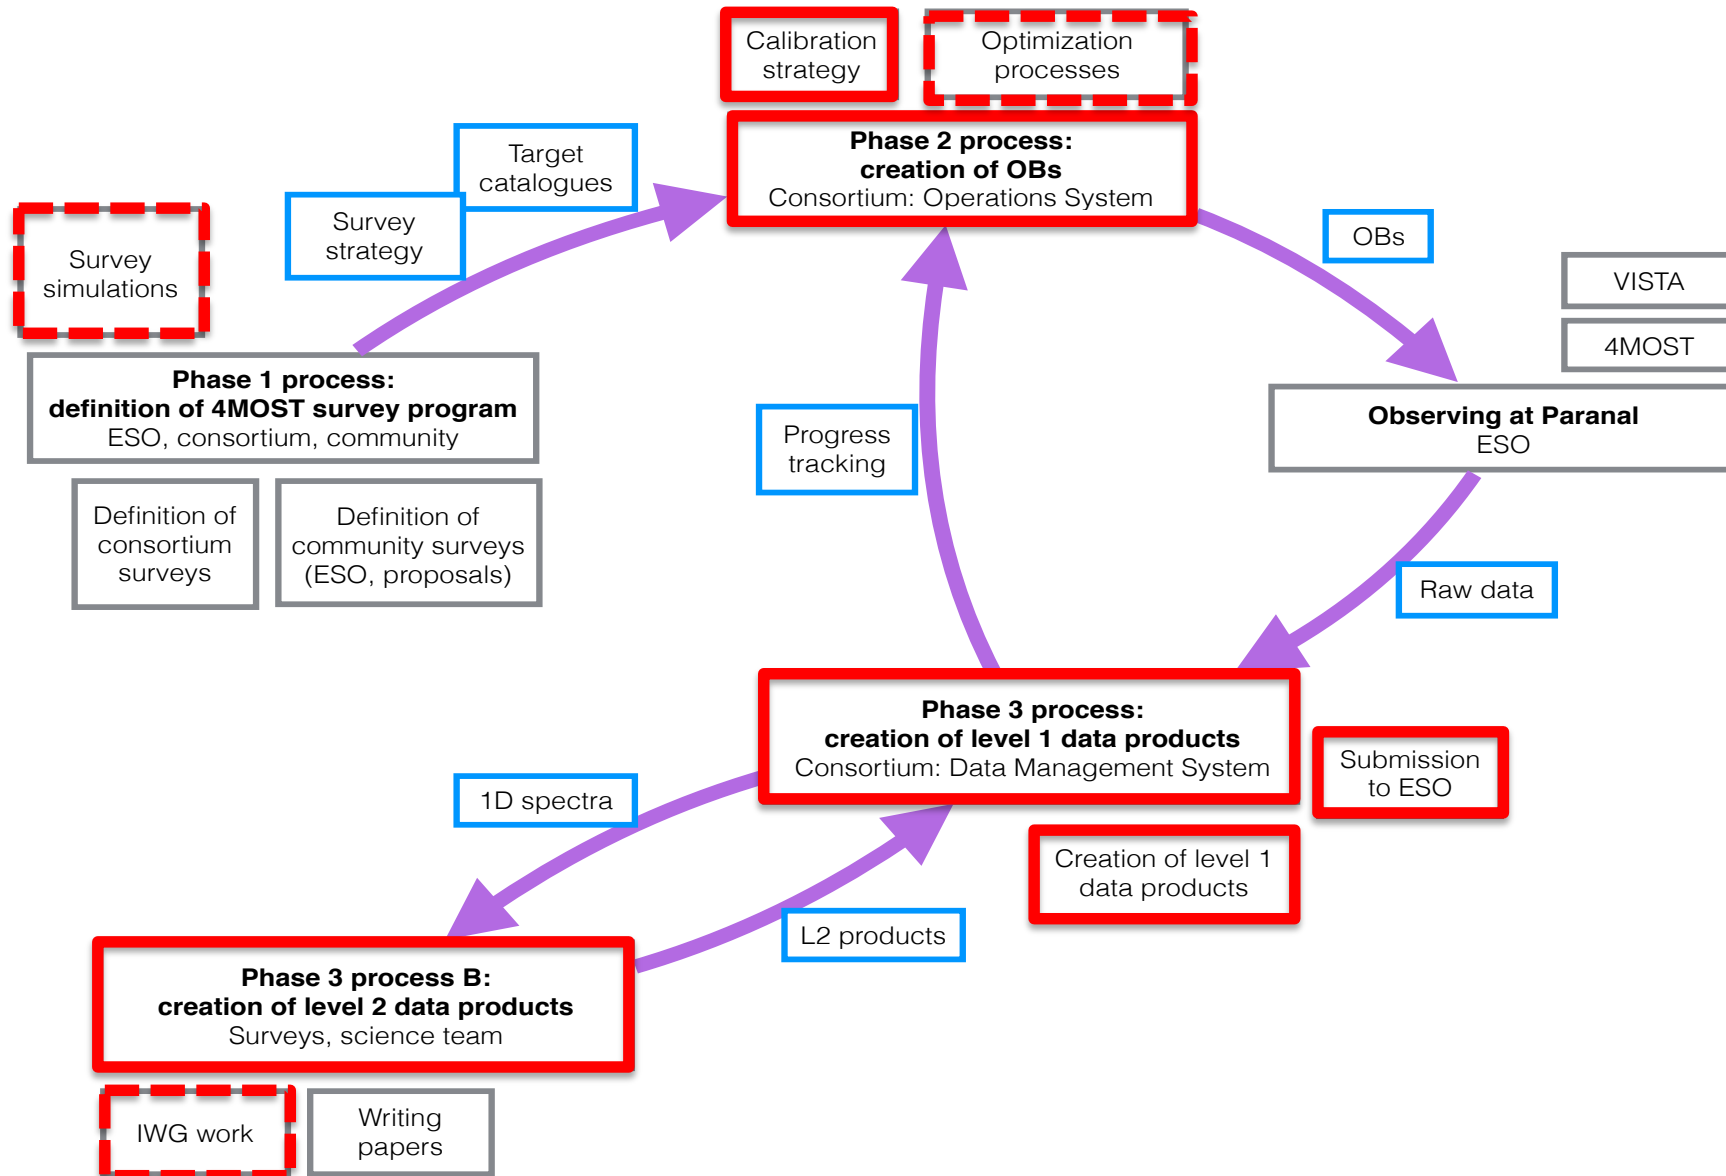 Calibration
strategy
Optimization
processes
Phase 2 process:
creation of OBs
Consortium: Operations System
Target
catalogues
Survey
strategy
Survey
simulations
OBs
VISTA
4MOST
Phase 1 process:
definition of 4MOST survey program
ESO, consortium, community
Observing at Paranal
ESO
Progress
tracking
Definition of
consortium
surveys
Definition of
community surveys
(ESO, proposals)
Raw data
Phase 3 process:
creation of level 1 data products
Consortium: Data Management System
Submission
to ESO
1D spectra
Creation of level 1
data products
L2 products
Phase 3 process B:
creation of level 2 data products
Surveys, science team
IWG work
Writing
papers